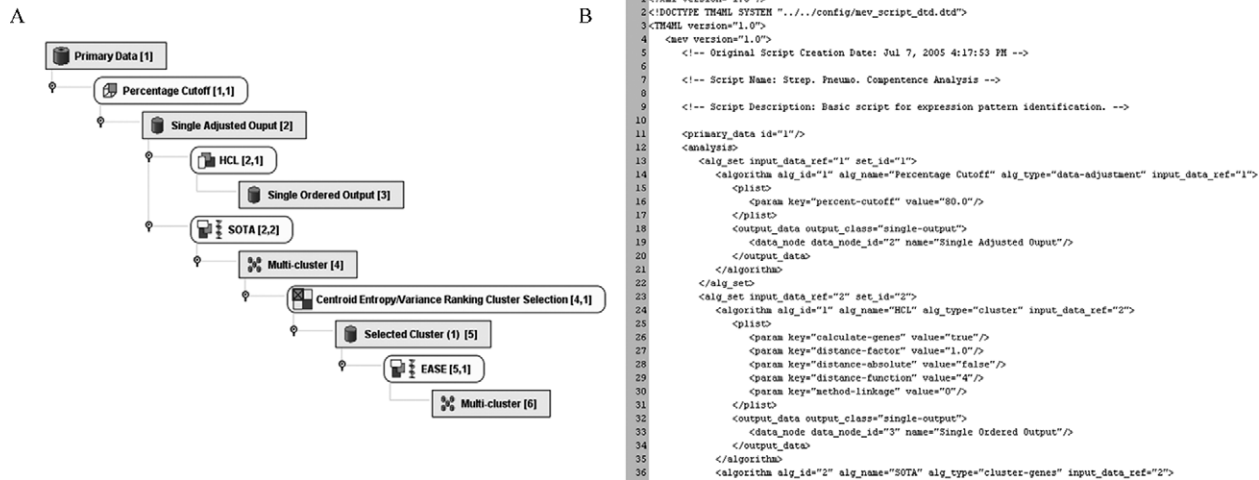 A
Primary Data [1]
Percentage Cutoff [1,1]
Single Adjusted Ouput [2]
HCL [2,1]
Single Ordered Output [3]
SOTA [2,2]
Multi-cluster [4]
Centroid Entropy/Variance Ranking Cluster Selection [4,1]
Selected Cluster (1) [5]
EASE [5,1]
Multi-cluster [6]
B
2 <!DOCTYPE TM4ML SYSTEM "../../config/mev_script_dtd.dtd">
3 <TM4ML version="1.0">
4 <mev version="1.0">
5 <!-- Original Script Creation Date: Jul 7, 2005 4:17:53 PM -->
6
7 <!-- Script Name: Strep. Pneumo. Compentence Analysis -->
8
9 <!-- Script Description: Basic script for expression pattern identification. -->
10
11 <primary_data id="1"/>
12 <analysis>
13 <alg_set input_data_ref="1" set_id="1">
14 <algorithm alg_id="1" alg_name="Percentage Cutoff" alg_type="data-adjustment" input_data_ref="1">
15 <plist>
16 <param key="percent-cutoff" value="80.0"/>
17 </plist>
18 <output_data output_class="single-output">
19 <data_node data_node_id="2" name="Single Adjusted Ouput"/>
20 </output_data>
21 </algorithm>
22 </alg_set>
23 <alg_set input_data_ref="2" set_id="2">
24 <algorithm alg_id="1" alg_name="HCL" alg_type="cluster" input_data_ref="2">
25 <plist>
26 <param key="calculate-genes" value="true"/>
27 <param key="distance-factor" value="1.0"/>
28 <param key="distance-absolute" value="false"/>
29 <param key="distance-function" value="4"/>
30 <param key="method-linkage" value="0"/>
31 </plist>
32 <output_data output_class="single-output">
33 <data_node data_node_id="3" name="Single Ordered Output"/>
34 </output_data>
35 </algorithm>
36 <algorithm alg_id="2" alg_name="SOTA" alg_type="cluster-genes" input_data_ref="2">